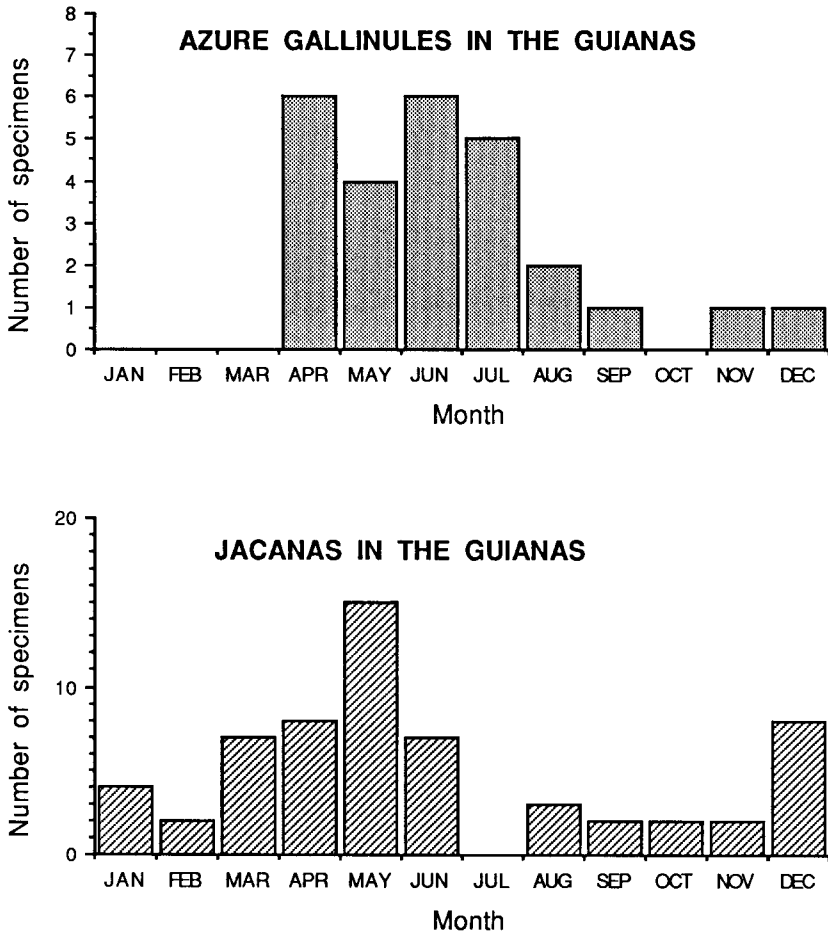 AZURE GALLINULES IN THE GUIANAS
Number of specimens
8
7
6
5
4
3
2
1
0
JAN FEB MAR APR MAY JUN JUL AUG SEP OCT NOV DEC
Month
JACANAS IN THE GUIANAS
Number of specimens
20
10
0
JAN FEB MAR APR MAY JUN JUL AUG SEP OCT NOV DEC
Month